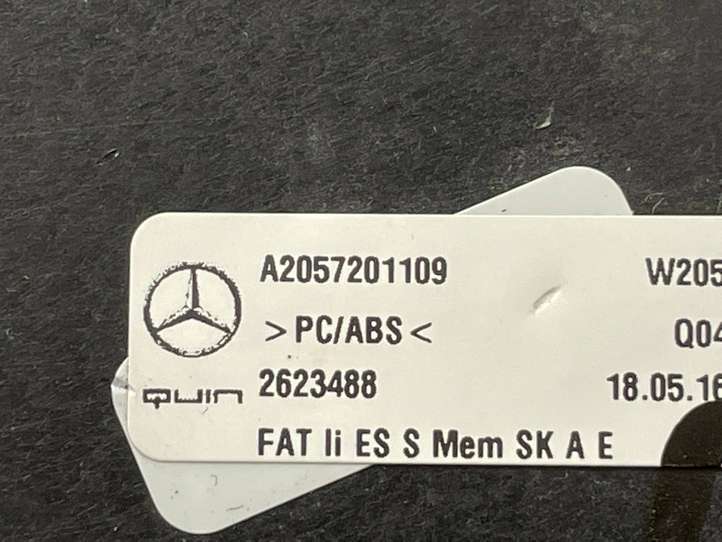 A2057201109 W205
>PC/ABS< Q04
QUIN 2623488 18.05.16
FAT li ES S Mem SK A E